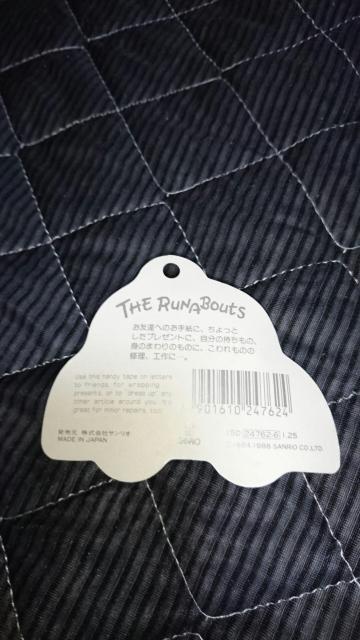 THE RUNABOUTS
お友達へのお手紙に、ちょっと
したプレゼントに、自分の持ちもの、
身のまわりのものに、こわれものの
修理、工作に…。
Use this handy tape on letters
to friends, for wrapping
presents, or to "dress up" any
other article around you. It's
great for minor repairs, too!
901610 247624
発売元 株式会社サンリオ
MADE IN JAPAN
150 24762-6 1.25
1988 SANRIO CO.,LTD.